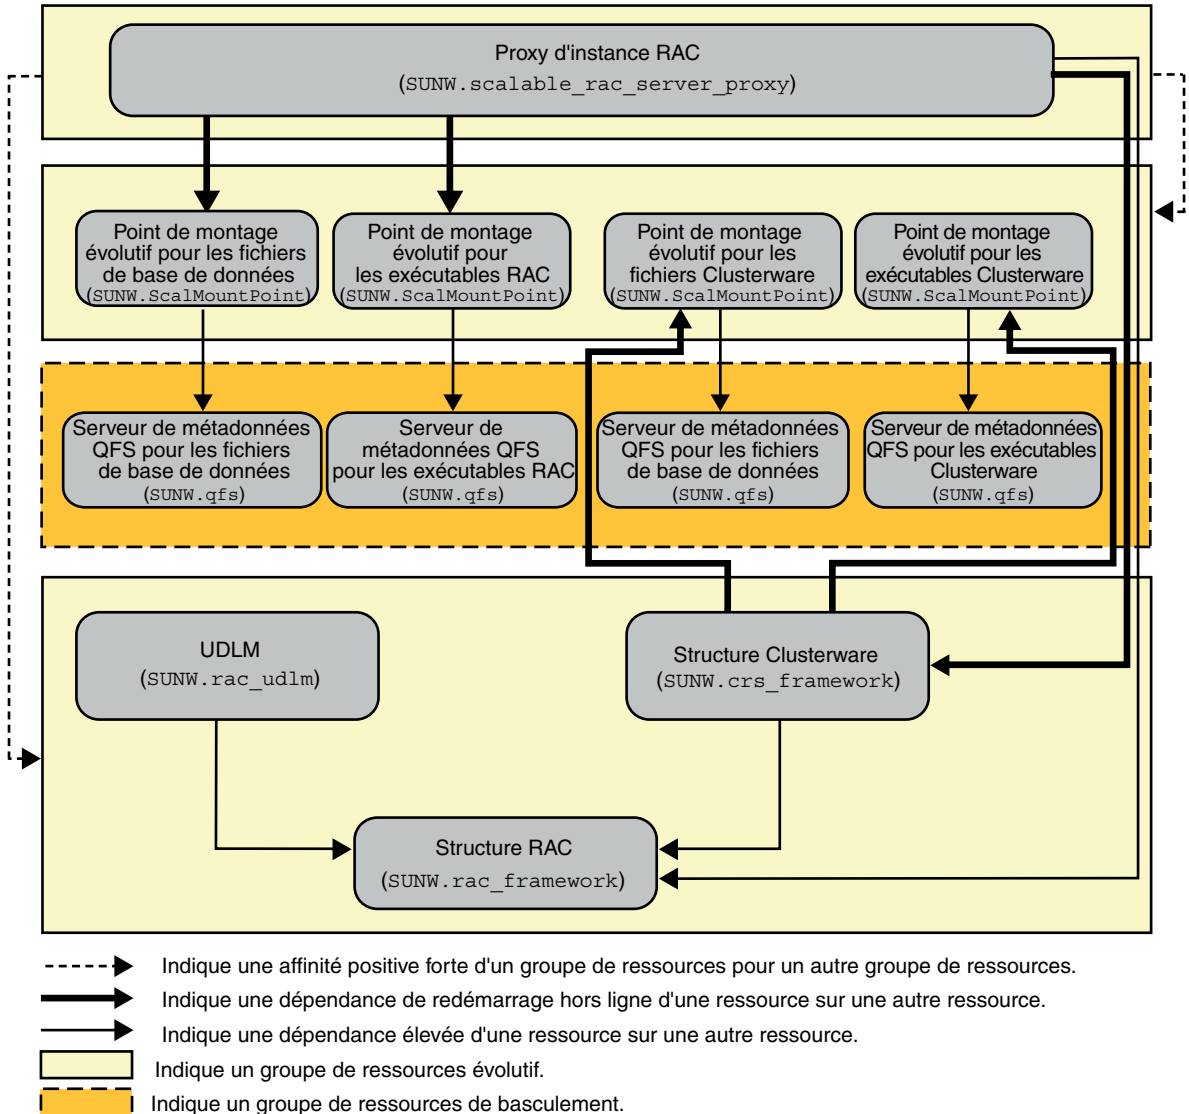 Proxy d'instance RAC
(SUNW.scalable_rac_server_proxy)
Point de montage
évolutif pour les fichiers
de base de données
(SUNW.ScalMountPoint)
Point de montage
évolutif pour
les exécutables RAC
(SUNW.ScalMountPoint)
Point de montage
évolutif pour les
fichiers Clusterware
(SUNW.ScalMountPoint)
Point de montage
évolutif pour les
exécutables Clusterware
(SUNW.ScalMountPoint)
Serveur de métadonnées
QFS pour les fichiers
de base de données
(SUNW.qfs)
Serveur de
métadonnées QFS
pour les exécutables RAC
(SUNW.qfs)
Serveur de métadonnées
QFS pour les fichiers
de base de données
(SUNW.qfs)
Serveur de métadonnées
QFS pour les exécutables
Clusterware
(SUNW.qfs)
UDLM
(SUNW.rac_udlm)
Structure Clusterware
(SUNW.crs_framework)
Structure RAC
(SUNW.rac_framework)
Indique une affinité positive forte d'un groupe de ressources pour un autre groupe de ressources.
Indique une dépendance de redémarrage hors ligne d'une ressource sur une autre ressource.
Indique une dépendance élevée d'une ressource sur une autre ressource.
Indique un groupe de ressources évolutif.
Indique un groupe de ressources de basculement.